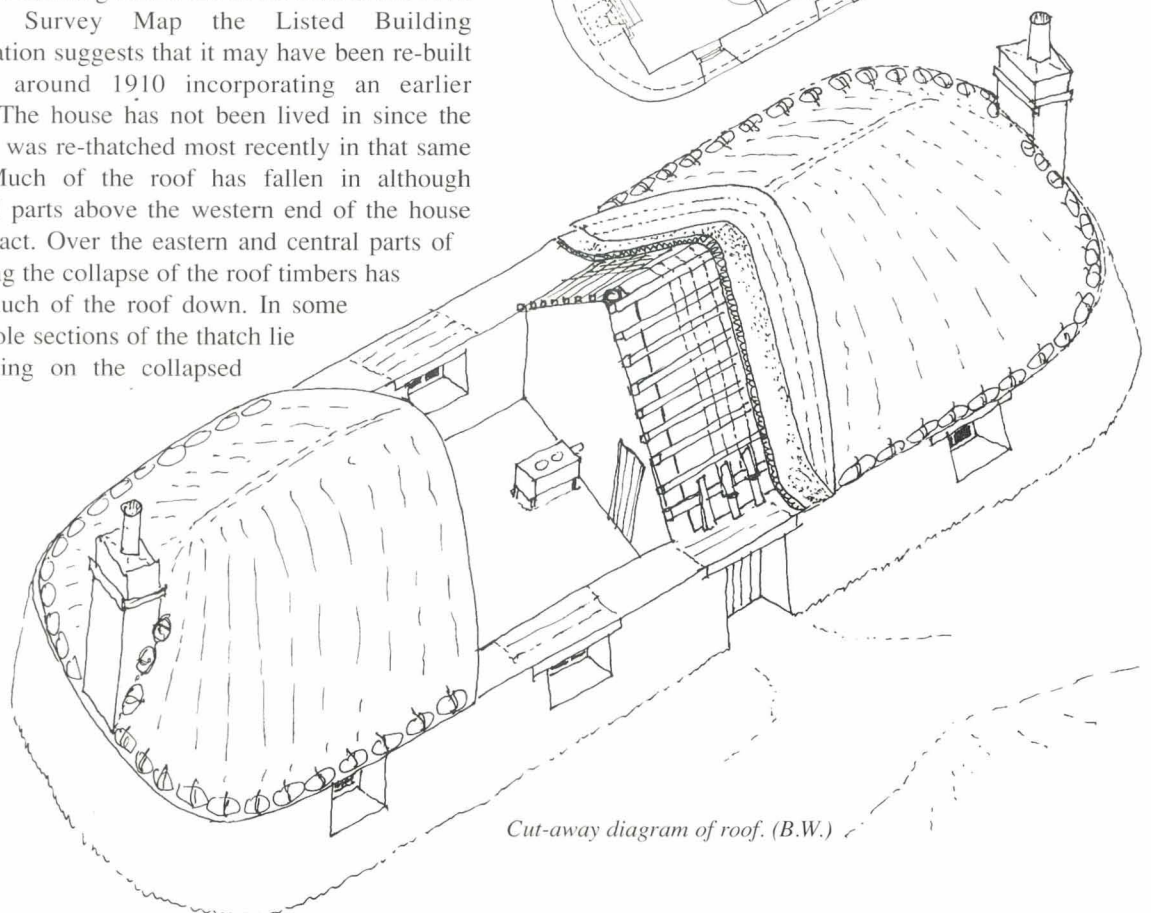 Survey Map the Listed Building
ation suggests that it may have been re-built
around 1910 incorporating an earlier
The house has not been lived in since the
was re-thatched most recently in that same
Much of the roof has fallen in although
parts above the western end of the house
act. Over the eastern and central parts of
ng the collapse of the roof timbers has
uch of the roof down. In some
ole sections of the thatch lie
ing on the collapsed
Cut-away diagram of roof. (B.W.)